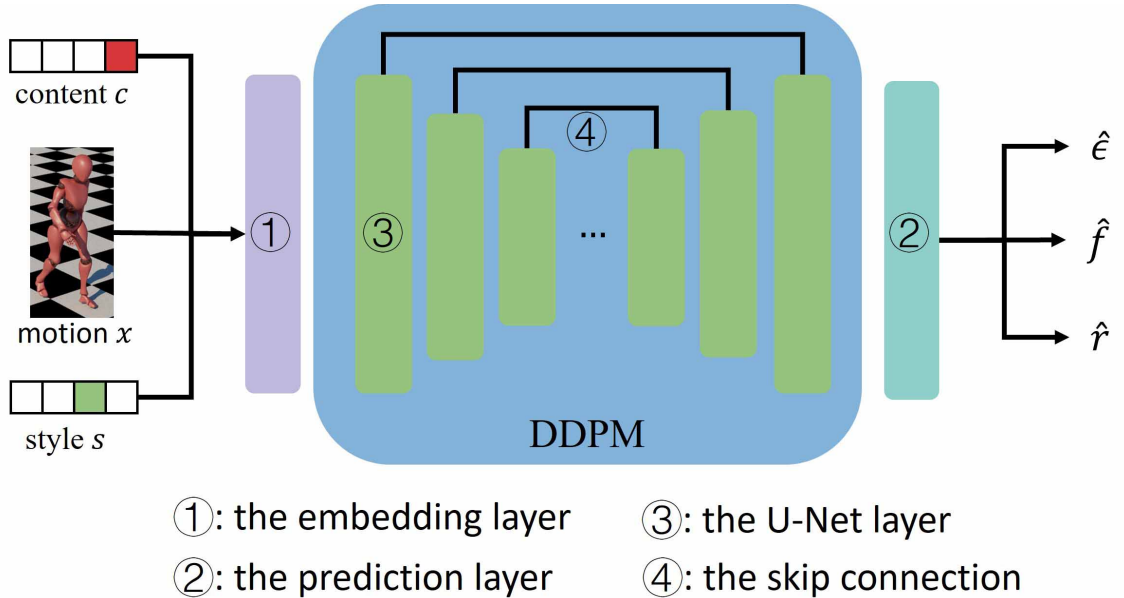 content c
motion x
style s
①
③
④
...
②
DDPM
ϵ̂
f̂
r̂
①: the embedding layer
②: the prediction layer
③: the U-Net layer
④: the skip connection